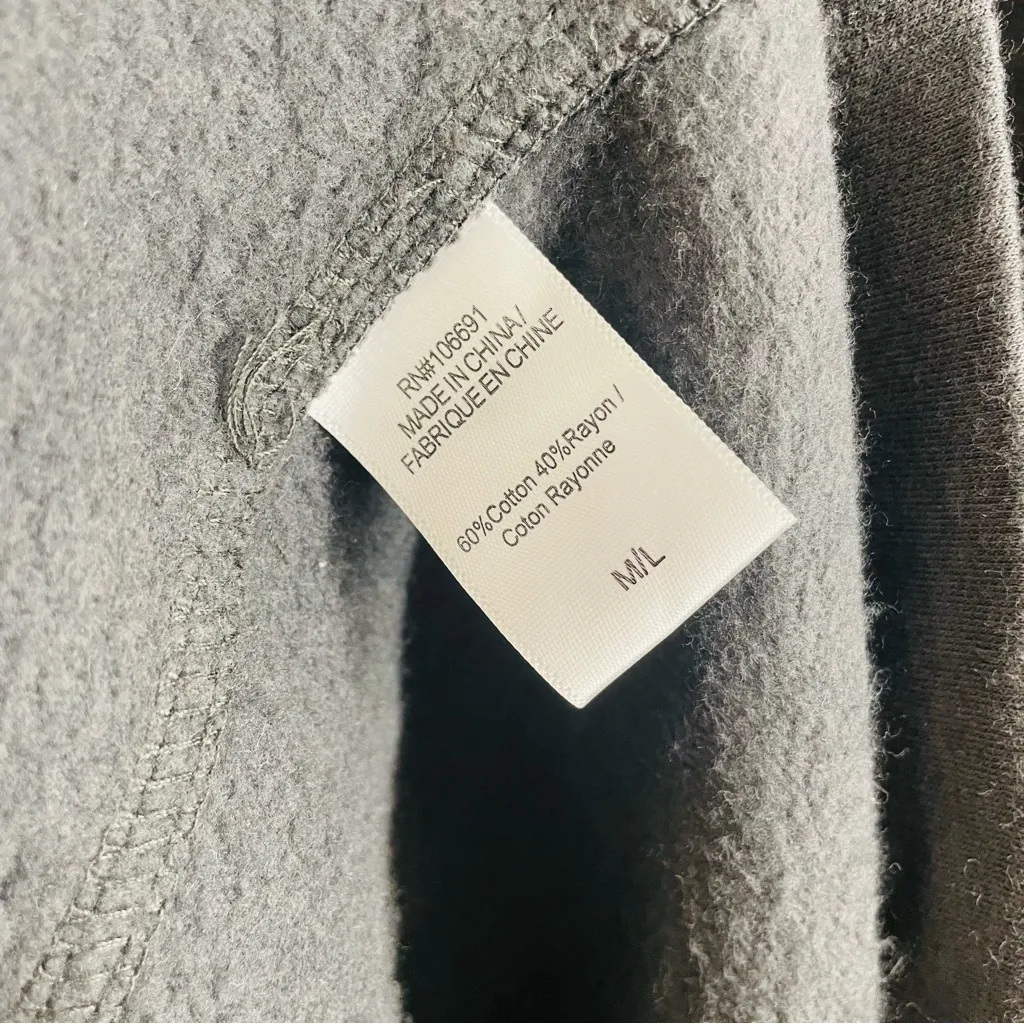 RN#106691
MADE IN CHINA /
FABRIQUE EN CHINE
60%Cotton 40%Rayon /
Coton Rayonne
M/L